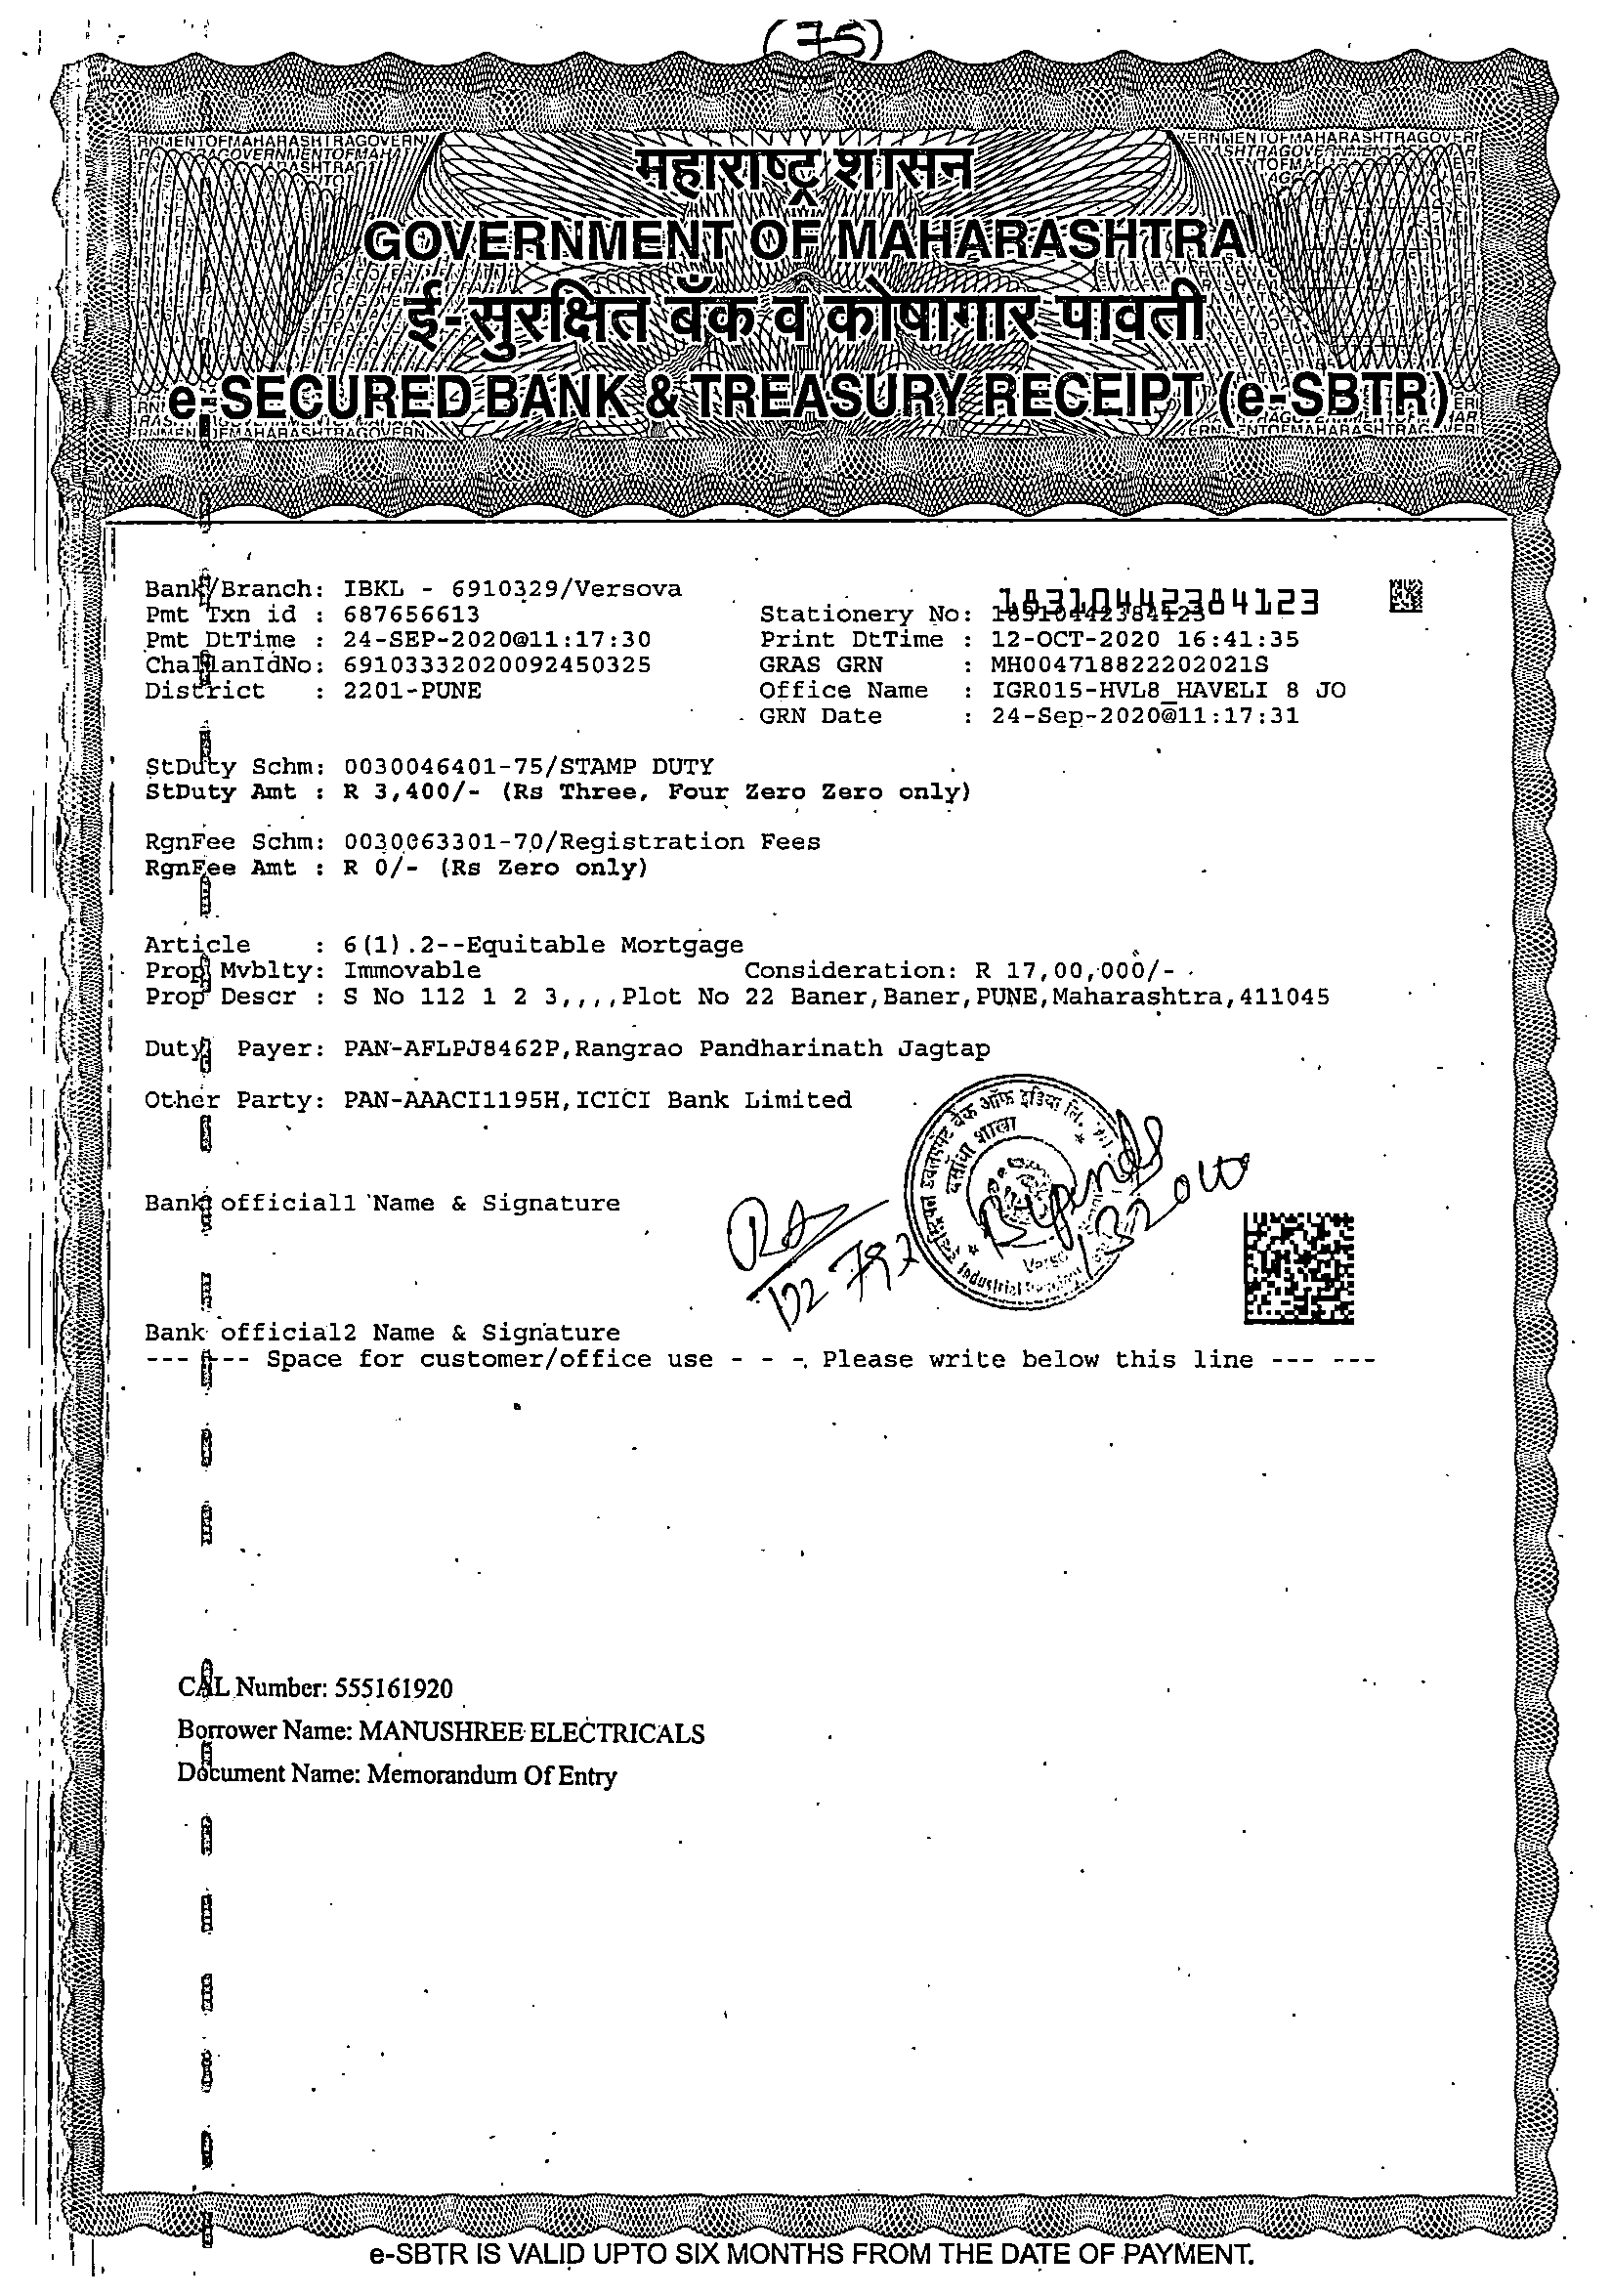 (75)
महाराष्ट्र शासन
GOVERNMENT OF MAHARASHTRA
ई-सुरक्षित बँक व कोषागार पावती
e-SECURED BANK & TREASURY RECEIPT (e-SBTR)
18310442384123
Bank/Branch: IBKL - 6910329/Versova
Pmt Txn id : 687656613 Stationery No: 18310442384123
Pmt DtTime : 24-SEP-2020@11:17:30 Print DtTime : 12-OCT-2020 16:41:35
ChallanIdNo: 69103332020092450325 GRAS GRN : MH004718822202021S
District : 2201-PUNE Office Name : IGR015-HVL8_HAVELI 8 JO
GRN Date : 24-Sep-2020@11:17:31
StDuty Schm: 0030046401-75/STAMP DUTY
StDuty Amt : R 3,400/- (Rs Three, Four Zero Zero only)
RgnFee Schm: 0030063301-70/Registration Fees
RgnFee Amt : R 0/- (Rs Zero only)
Article : 6(1).2--Equitable Mortgage
Prop Mvblty: Immovable Consideration: R 17,00,000/-
Prop Descr : S No 112 1 2 3,,,,Plot No 22 Baner,Baner,PUNE,Maharashtra,411045
Duty Payer: PAN-AFLPJ8462P,Rangrao Pandharinath Jagtap
Other Party: PAN-AAACI1195H,ICICI Bank Limited
Bank official1 Name & Signature
Bank official2 Name & Signature
--- --- Space for customer/office use - - - Please write below this line --- ---
CAL Number: 555161920
Borrower Name: MANUSHREE ELECTRICALS
Document Name: Memorandum Of Entry
e-SBTR IS VALID UPTO SIX MONTHS FROM THE DATE OF PAYMENT.